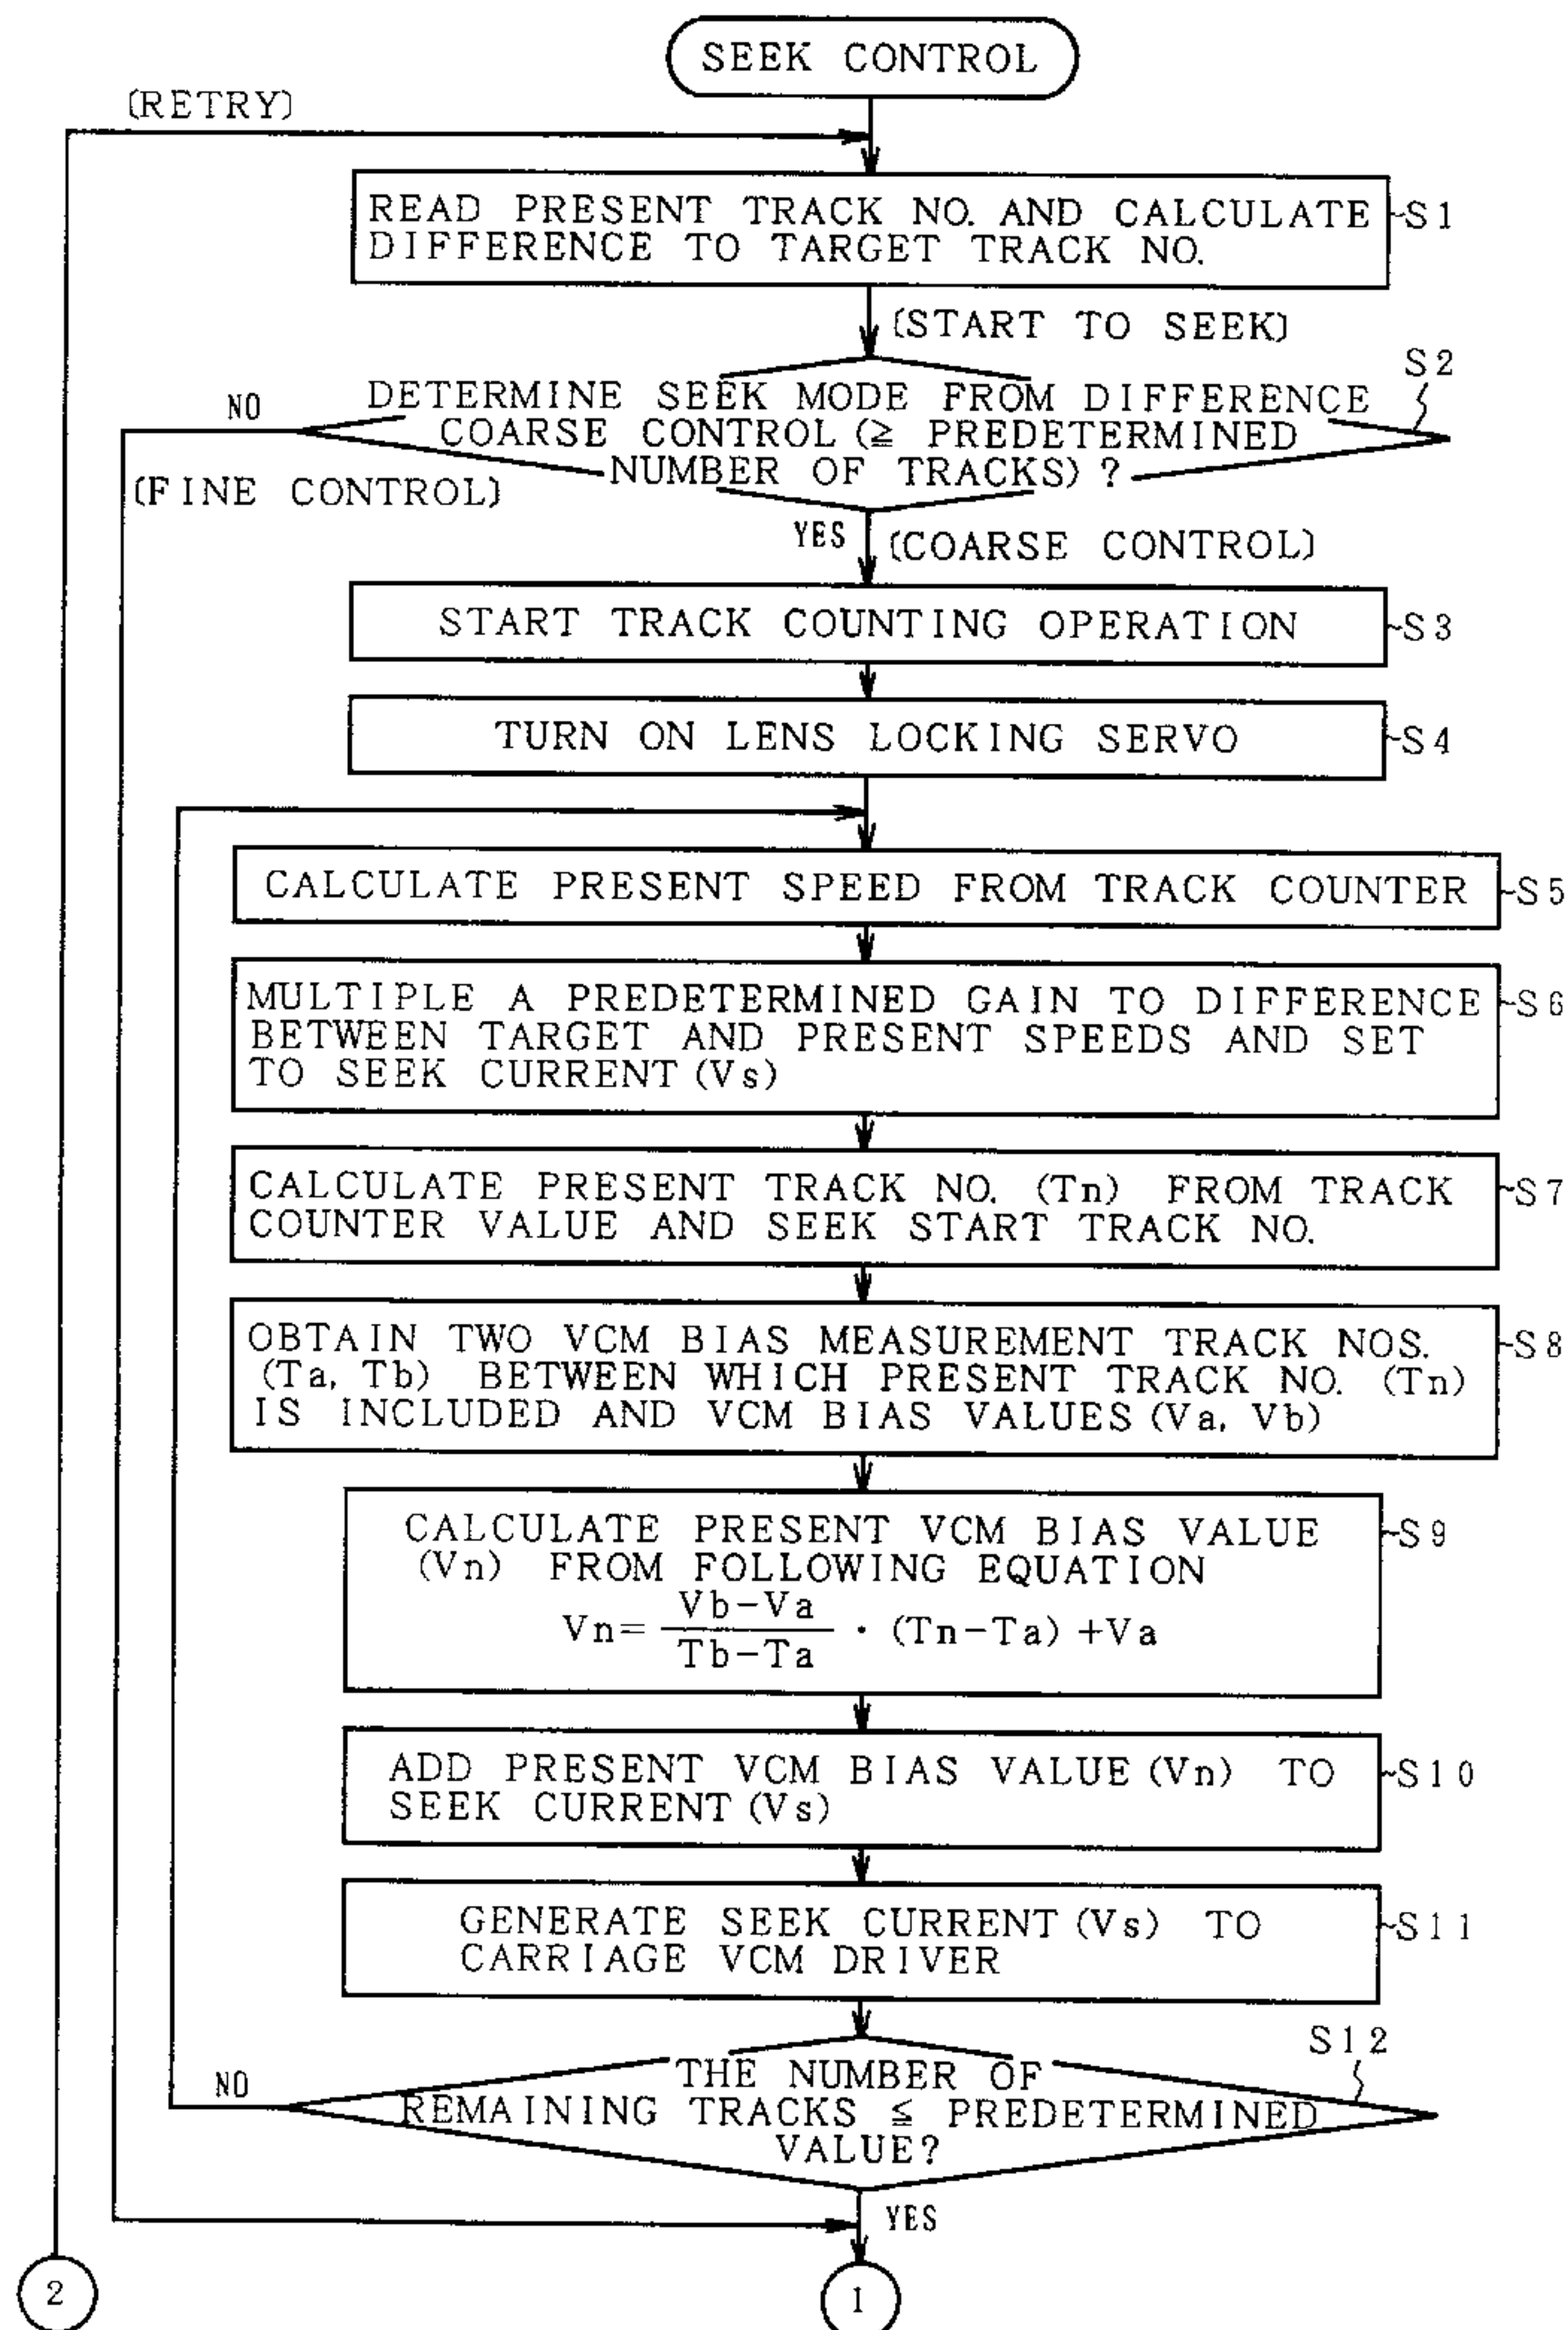 SEEK CONTROL
(RETRY)
READ PRESENT TRACK NO. AND CALCULATE
DIFFERENCE TO TARGET TRACK NO.
S1
(START TO SEEK)
S2
DETERMINE SEEK MODE FROM DIFFERENCE
COARSE CONTROL (≧ PREDETERMINED
NUMBER OF TRACKS)?
NO
(FINE CONTROL)
YES
(COARSE CONTROL)
START TRACK COUNTING OPERATION
S3
TURN ON LENS LOCKING SERVO
S4
CALCULATE PRESENT SPEED FROM TRACK COUNTER
S5
MULTIPLE A PREDETERMINED GAIN TO DIFFERENCE
BETWEEN TARGET AND PRESENT SPEEDS AND SET
TO SEEK CURRENT (Vs)
S6
CALCULATE PRESENT TRACK NO. (Tn) FROM TRACK
COUNTER VALUE AND SEEK START TRACK NO.
S7
OBTAIN TWO VCM BIAS MEASUREMENT TRACK NOS.
(Ta, Tb) BETWEEN WHICH PRESENT TRACK NO. (Tn)
IS INCLUDED AND VCM BIAS VALUES (Va, Vb)
S8
CALCULATE PRESENT VCM BIAS VALUE
(Vn) FROM FOLLOWING EQUATION
Vb-Va
Vn= ・ (Tn-Ta) +Va
Tb-Ta
S9
ADD PRESENT VCM BIAS VALUE (Vn) TO
SEEK CURRENT (Vs)
S10
GENERATE SEEK CURRENT (Vs) TO
CARRIAGE VCM DRIVER
S11
S12
THE NUMBER OF
REMAINING TRACKS ≦ PREDETERMINED
VALUE?
NO
YES
2
1